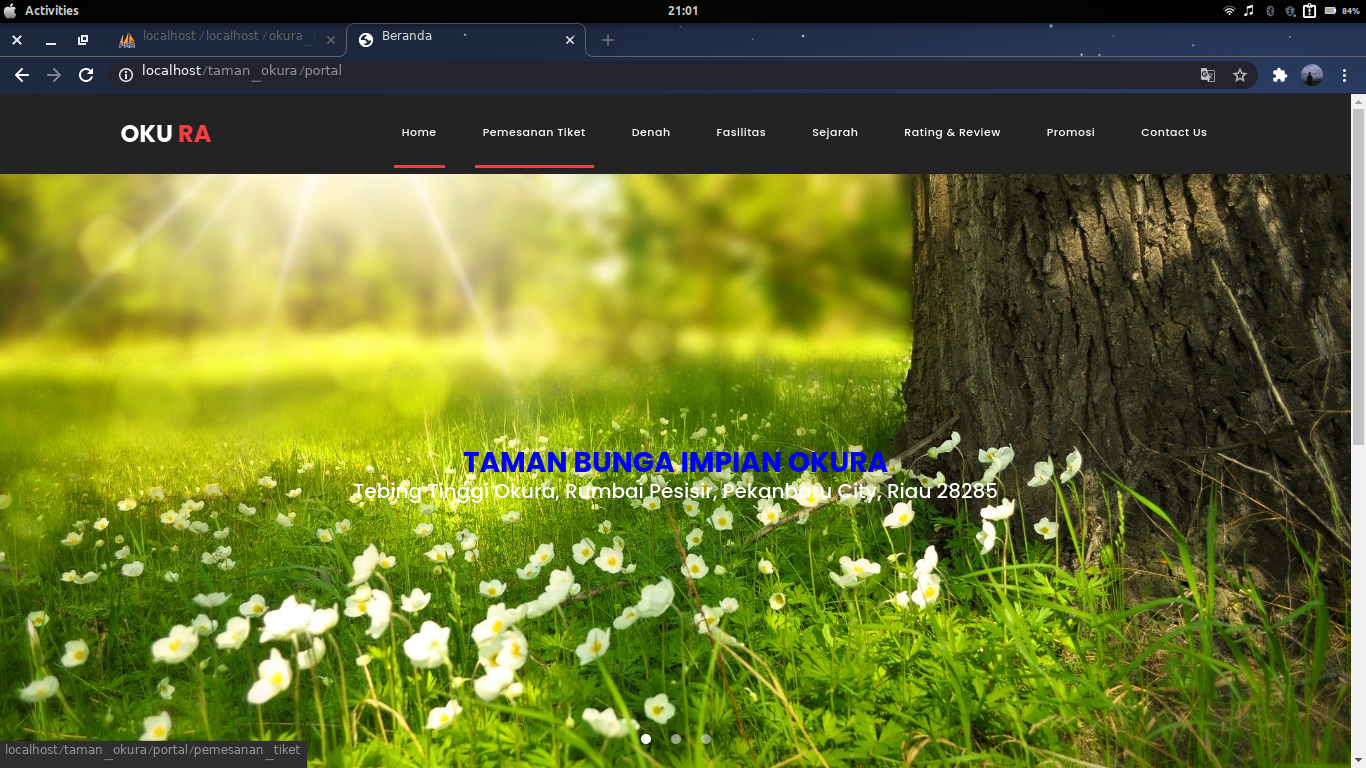 Activities 21:01 84%
localhost / localhost / okura_ Beranda
localhost/taman_okura/portal
OKU RA Home Pemesanan Tiket Denah Fasilitas Sejarah Rating & Review Promosi Contact Us
TAMAN BUNGA IMPIAN OKURA
Tebing Tinggi Okura, Rumbai Pesisir, Pekanbaru City, Riau 28285
localhost/taman_okura/portal/pemesanan_tiket